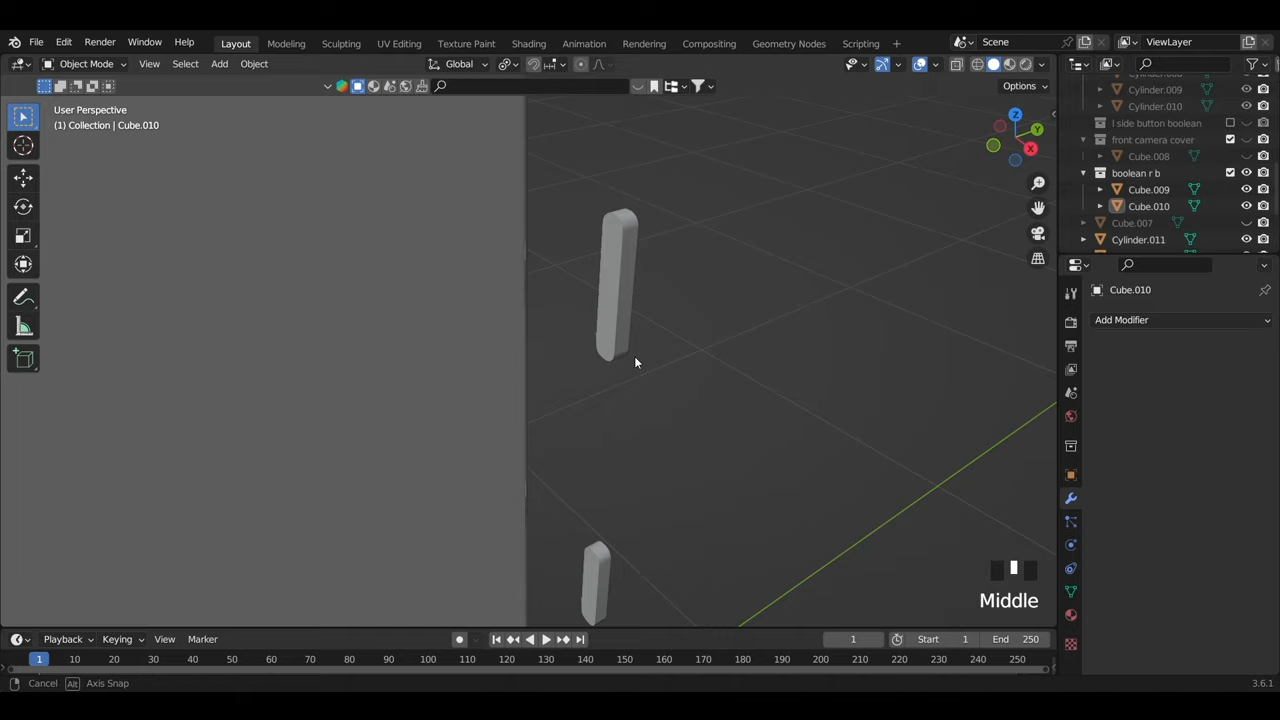 File Edit Render Window Help Layout Modeling Sculpting UV Editing Texture Paint Shading Animation Rendering Compositing Geometry Nodes Scripting + Scene ViewLayer
Object Mode View Select Add Object Global
Options
User Perspective
(1) Collection | Cube.010
Z
Y
X
Cylinder.009
Cylinder.010
l side button boolean
front camera cover
Cube.008
boolean r b
Cube.009
Cube.010
Cube.007
Cylinder.011
Cube.010
Add Modifier
Middle
Playback Keying View Marker 1 Start 1 End 250
1 10 20 30 40 50 60 70 80 90 100 110 120 130 140 150 160 170 180 190 200 210 220 230 240 250
Cancel Alt Axis Snap 3.6.1